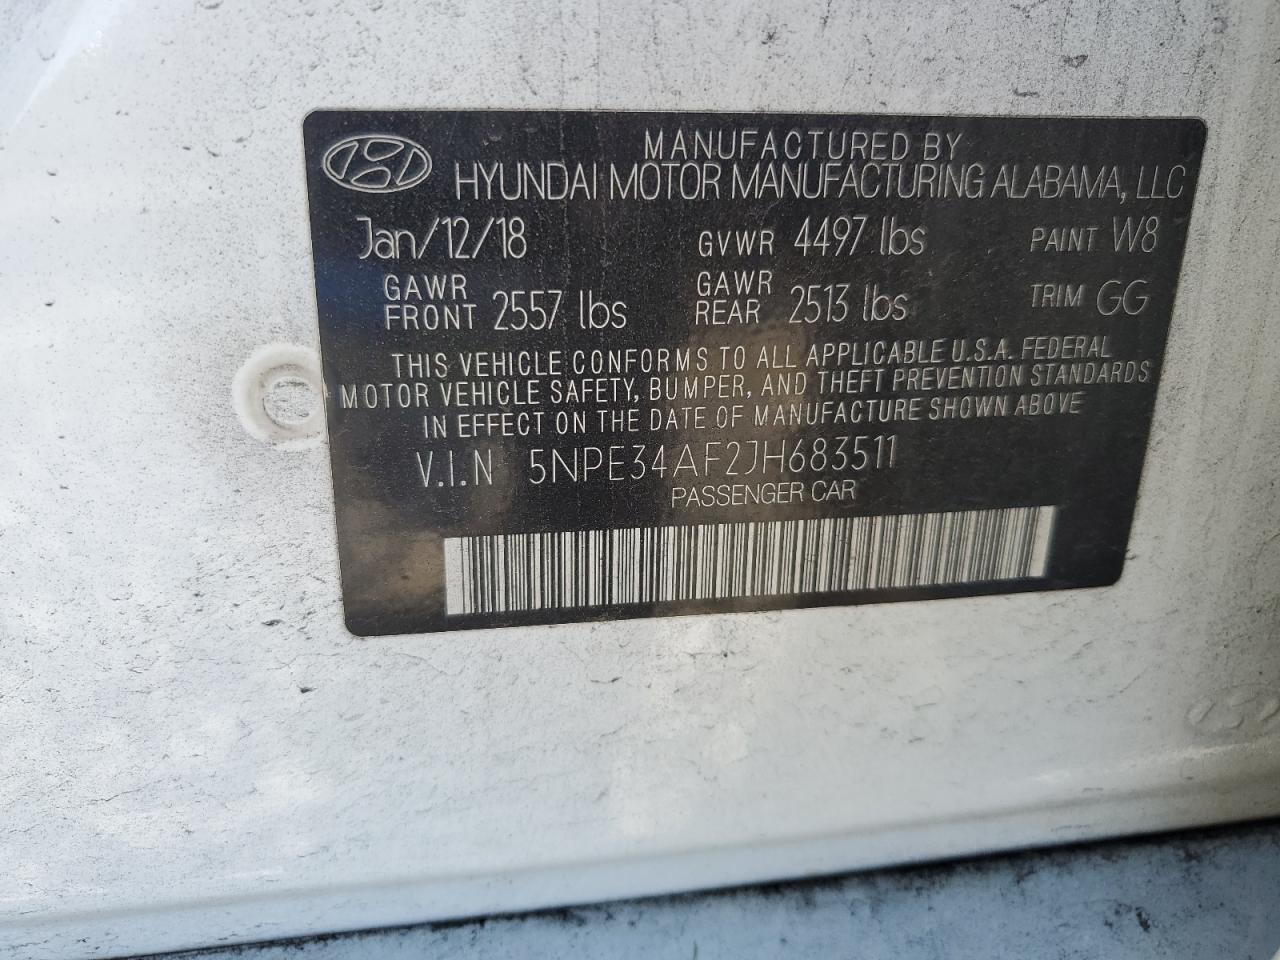 MANUFACTURED BY
HYUNDAI MOTOR MANUFACTURING ALABAMA, LLC
Jan/12/18 GVWR 4497 lbs PAINT W8
GAWR FRONT 2557 lbs GAWR REAR 2513 lbs TRIM GG
THIS VEHICLE CONFORMS TO ALL APPLICABLE U.S.A. FEDERAL
MOTOR VEHICLE SAFETY, BUMPER, AND THEFT PREVENTION STANDARDS
IN EFFECT ON THE DATE OF MANUFACTURE SHOWN ABOVE
V.I.N 5NPE34AF2JH683511
PASSENGER CAR